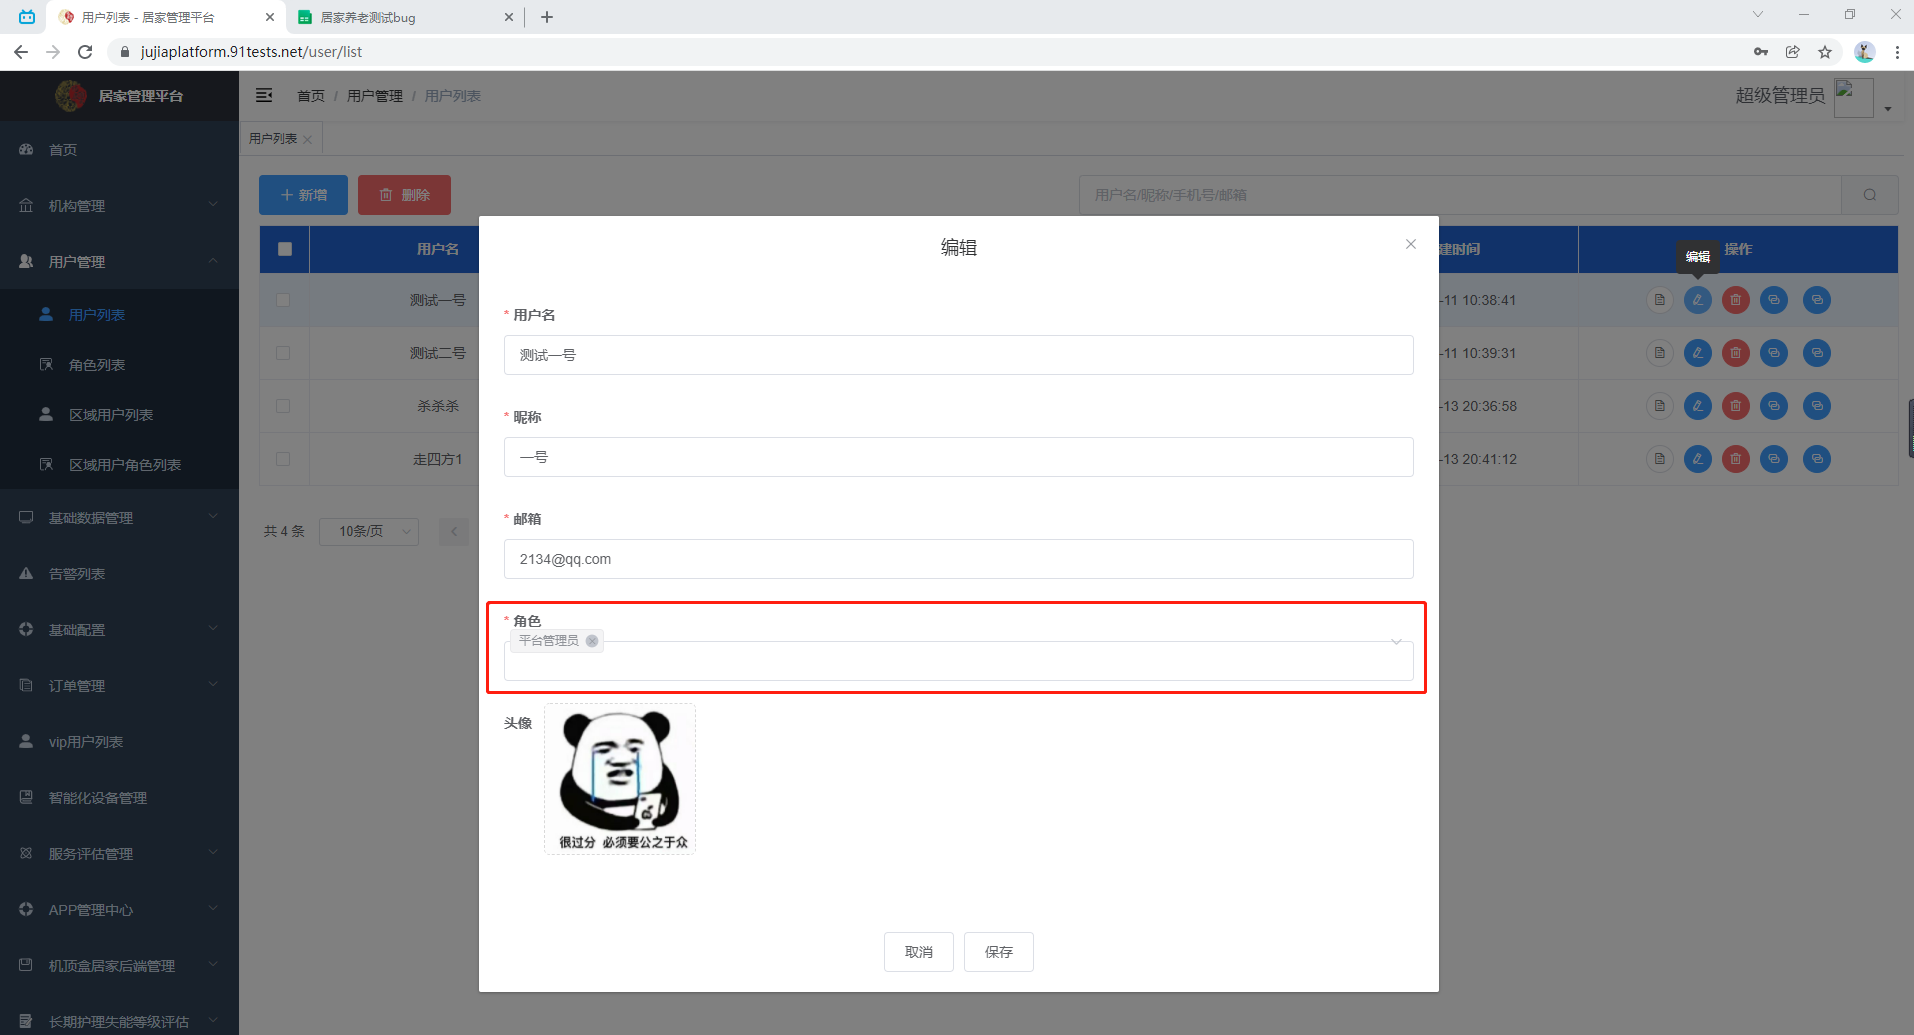 用户列表 - 居家管理平台
居家养老测试bug
jujiaplatform.91tests.net/user/list
居家管理平台
首页 / 用户管理 / 用户列表
超级管理员
用户列表
首页
机构管理
用户管理
用户列表
角色列表
区域用户列表
区域用户角色列表
基础数据管理
告警列表
基础配置
订单管理
vip用户列表
智能化设备管理
服务评估管理
APP管理中心
机顶盒居家后端管理
长期护理失能等级评估
新增
删除
用户名/昵称/手机号/邮箱
用户名
建时间
操作
编辑
测试一号
-11 10:38:41
测试二号
-11 10:39:31
杀杀杀
-13 20:36:58
走四方1
-13 20:41:12
共 4 条
10条/页
编辑
* 用户名
测试一号
* 昵称
一号
* 邮箱
2134@qq.com
* 角色
平台管理员
头像
很过分 必须要公之于众
取消
保存